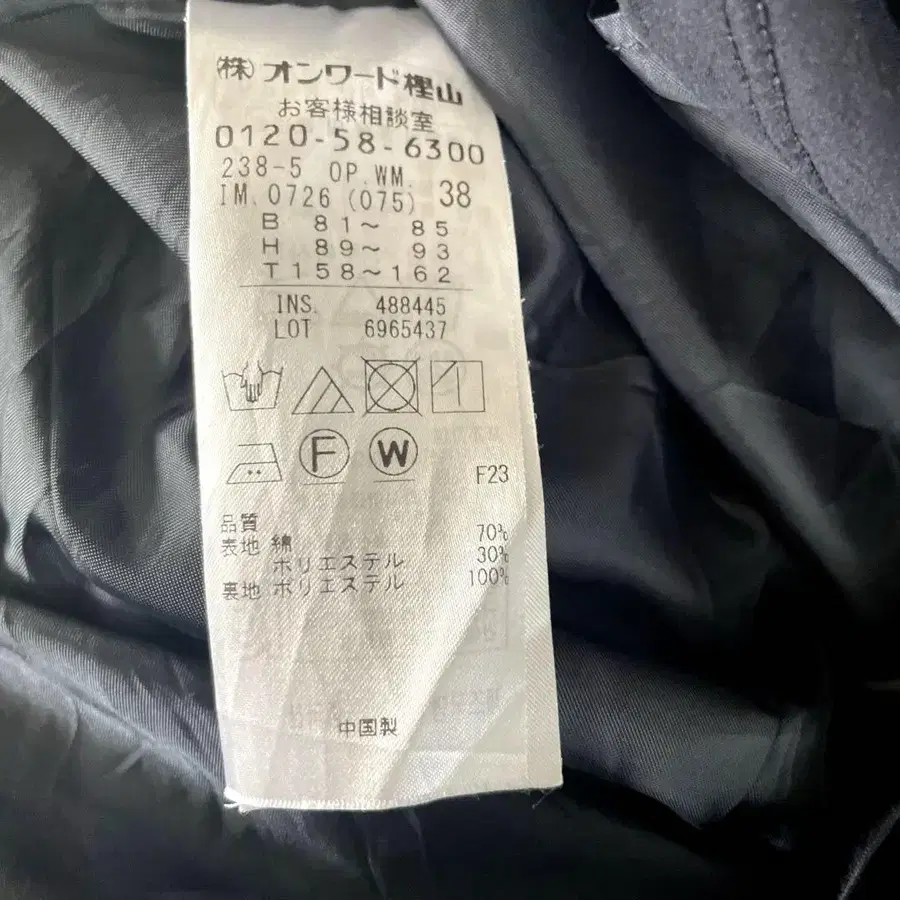 (株)オンワード樫山
お客様相談室
0120-58-6300
238-5 OP.WM.
IM.0726 (075) 38
B 81～ 85
H 89～ 93
T158～162
INS. 488445
LOT 6965437
F
W
F23
品質
表地 綿 70%
ポリエステル 30%
裏地 ポリエステル 100%
中国製